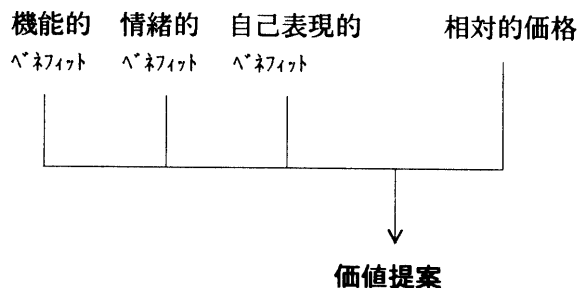 機能的 情緒的 自己表現的 相対的価格
ﾍﾞﾈﾌｨｯﾄ ﾍﾞﾈﾌｨｯﾄ ﾍﾞﾈﾌｨｯﾄ
価値提案